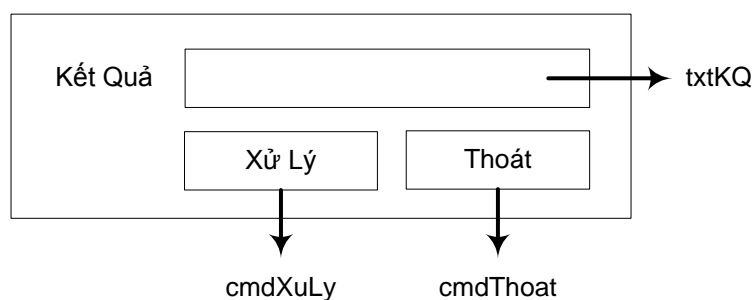 Kết Quả txtKQ
Xử Lý Thoát
cmdXuLy cmdThoat